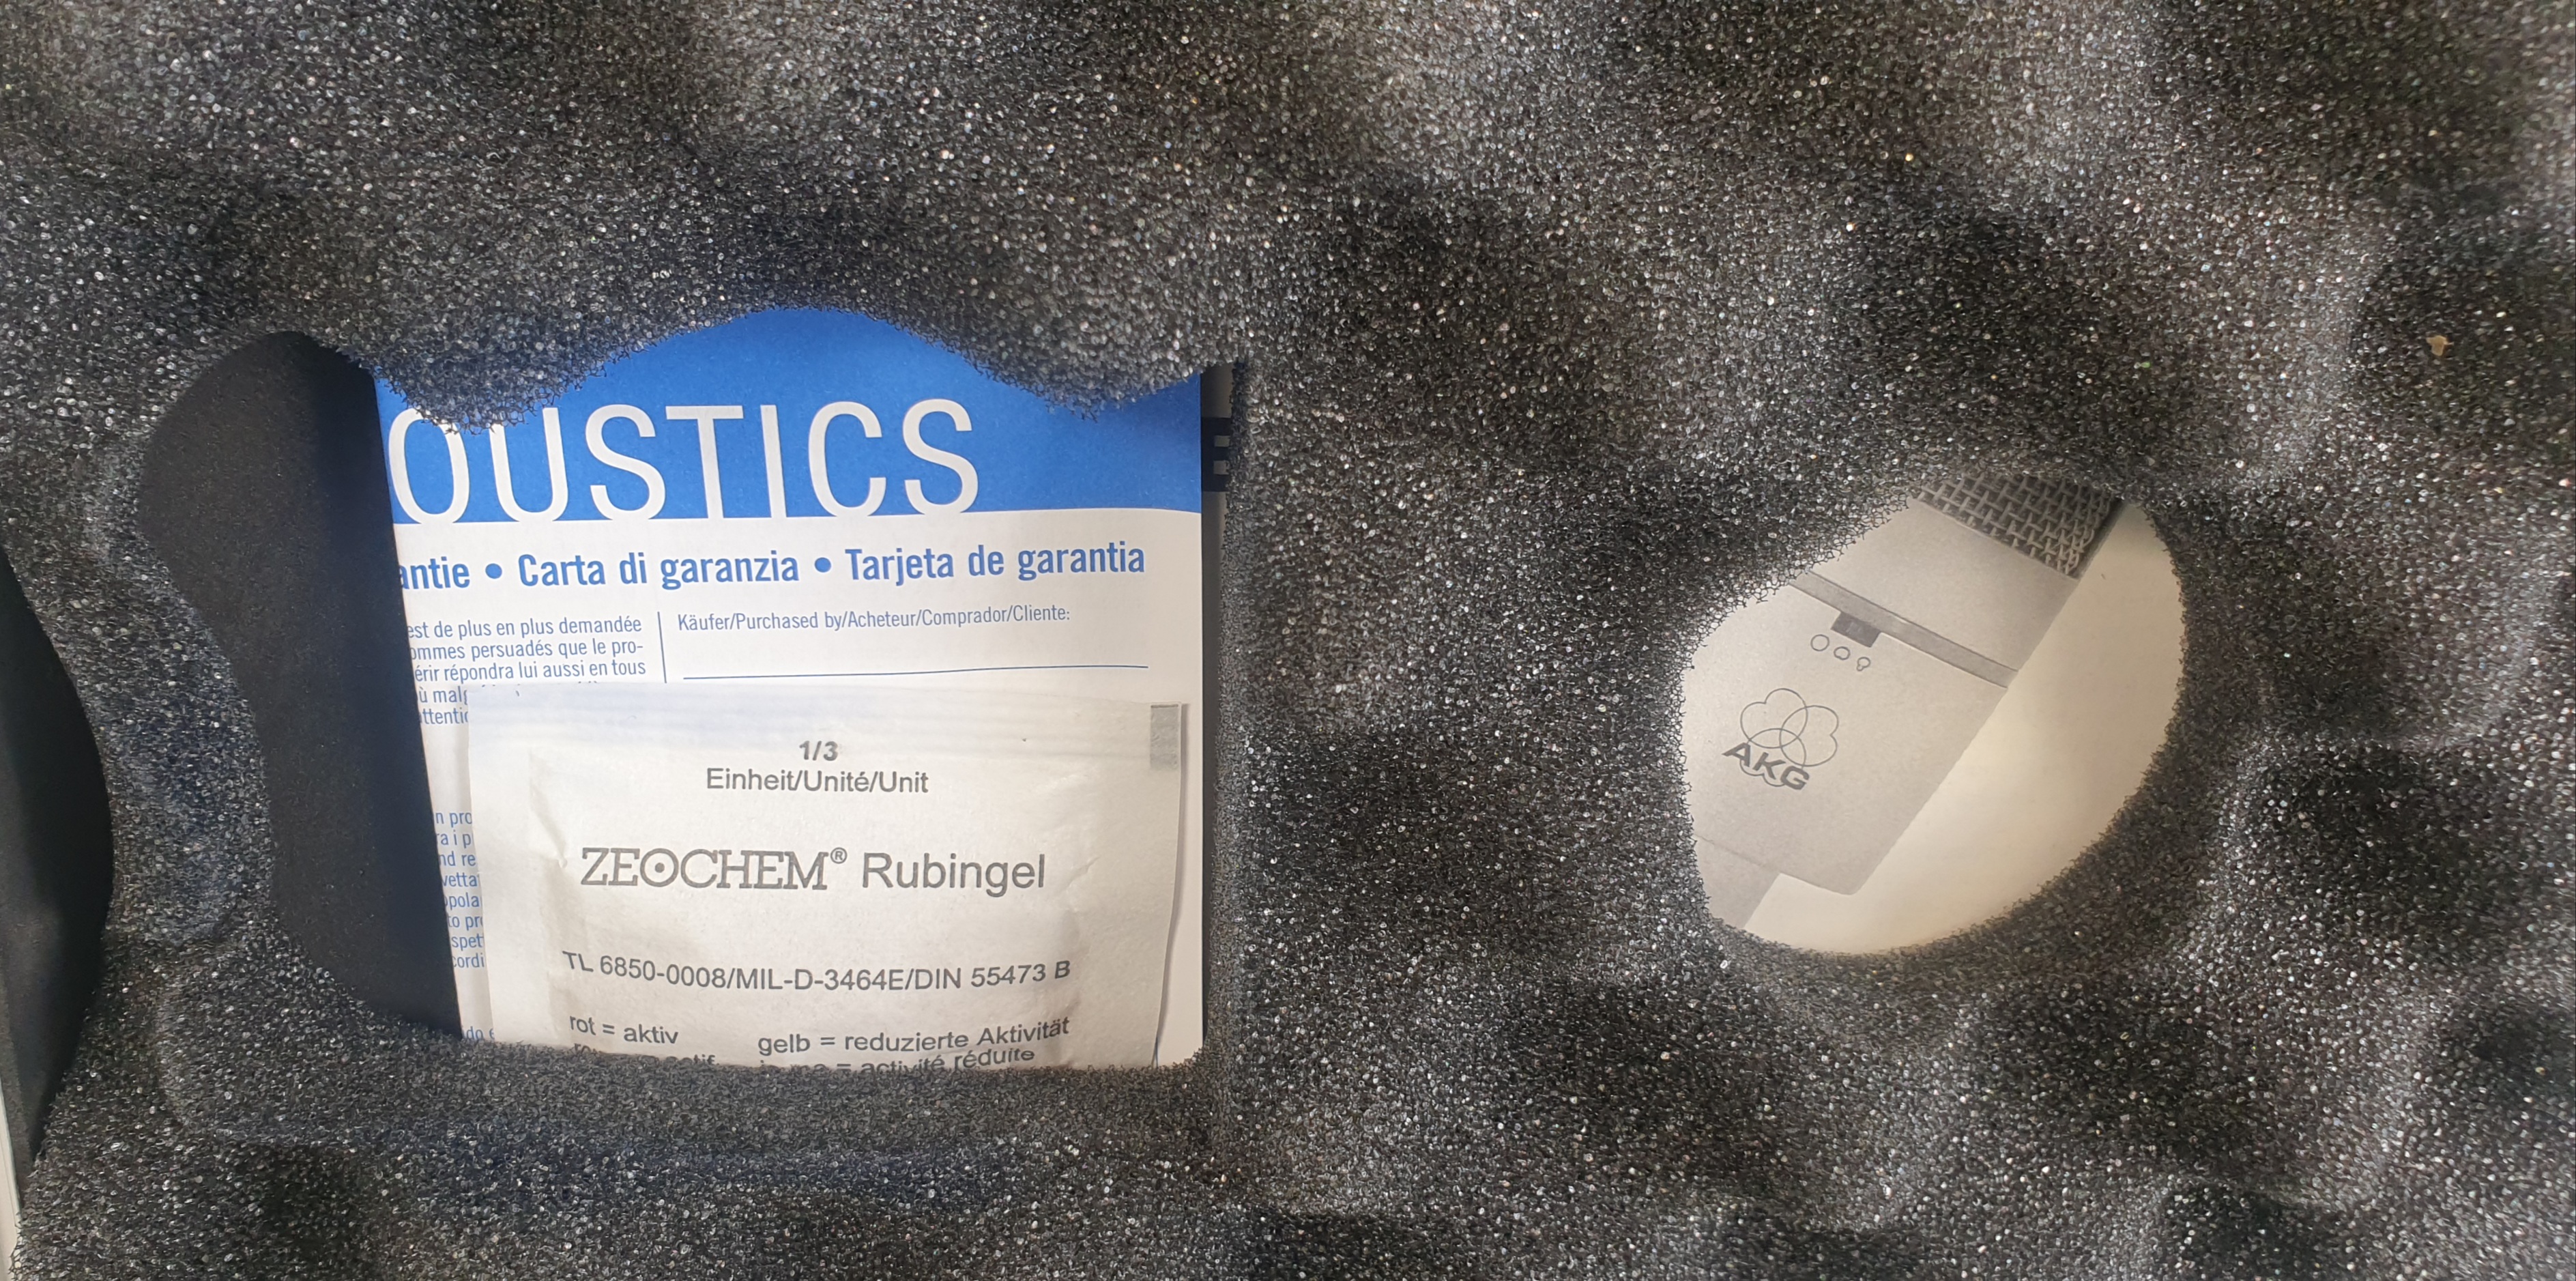 OUSTICS
antie • Carta di garanzia • Tarjeta de garantia
est de plus en plus demandée
ommes persuadés que le pro-
érir répondra lui aussi en tous
Käufer/Purchased by/Acheteur/Comprador/Cliente:
1/3
Einheit/Unité/Unit
ZEOCHEM® Rubingel
TL 6850-0008/MIL-D-3464E/DIN 55473 B
rot = aktiv
gelb = reduzierte Aktivität
= activité réduite
AKG